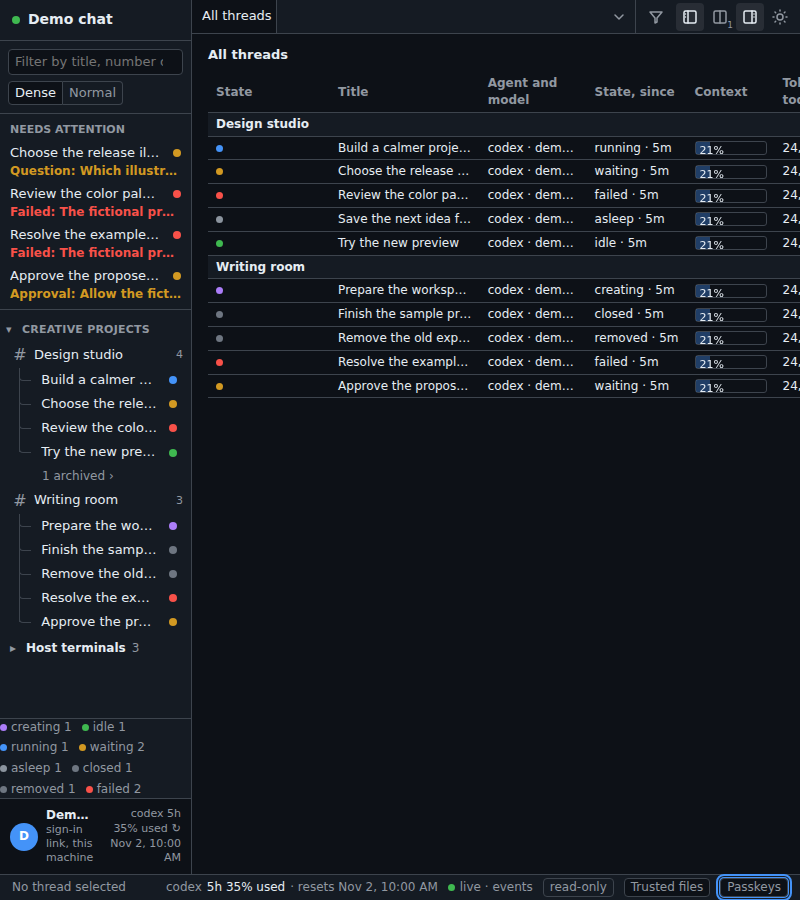 Demo chat
Filter by title, number o
Dense Normal
NEEDS ATTENTION
Choose the release il…
Question: Which illustr…
Review the color pal…
Failed: The fictional pr…
Resolve the example…
Failed: The fictional pr…
Approve the propose…
Approval: Allow the fict…
▾ CREATIVE PROJECTS
# Design studio 4
Build a calmer …
Choose the rele…
Review the colo…
Try the new pre…
1 archived ›
# Writing room 3
Prepare the wo…
Finish the samp…
Remove the old…
Resolve the ex…
Approve the pr…
▸ Host terminals 3
creating 1 idle 1
running 1 waiting 2
asleep 1 closed 1
removed 1 failed 2
D
Dem…
sign-in
link, this
machine
codex 5h
35% used ↻
Nov 2, 10:00
AM
All threads
1
All threads
State Title Agent and model State, since Context
Design studio
Build a calmer proje… codex · dem… running · 5m 21% 24,
Choose the release … codex · dem… waiting · 5m 21% 24,
Review the color pa… codex · dem… failed · 5m 21% 24,
Save the next idea f… codex · dem… asleep · 5m 21% 24,
Try the new preview codex · dem… idle · 5m 21% 24,
Writing room
Prepare the worksp… codex · dem… creating · 5m 21% 24,
Finish the sample pr… codex · dem… closed · 5m 21% 24,
Remove the old exp… codex · dem… removed · 5m 21% 24,
Resolve the exampl… codex · dem… failed · 5m 21% 24,
Approve the propos… codex · dem… waiting · 5m 21% 24,
No thread selected codex 5h 35% used · resets Nov 2, 10:00 AM live · events read-only Trusted files Passkeys